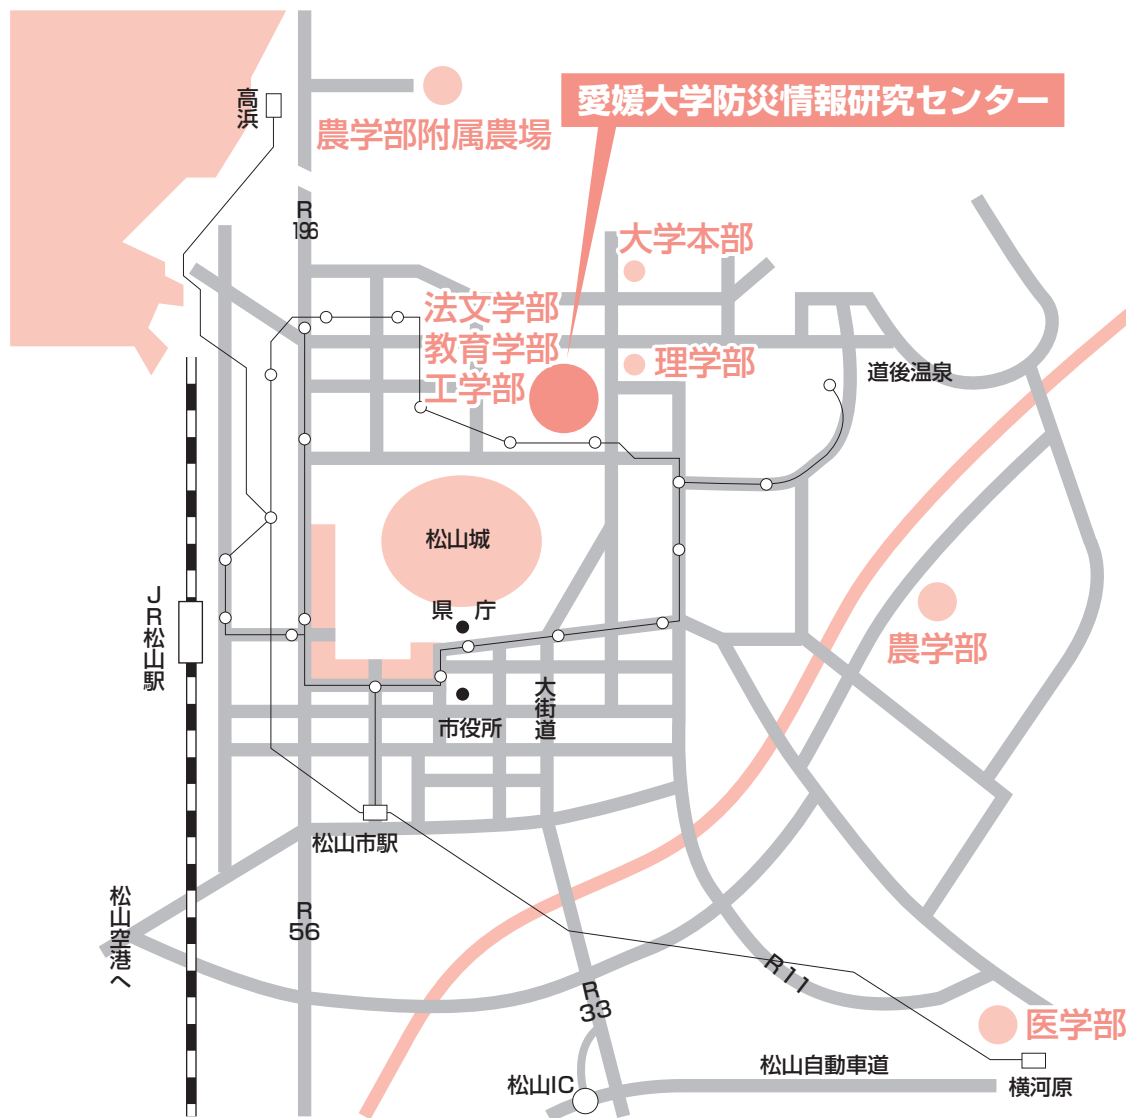 高浜
愛媛大学防災情報研究センター
農学部附属農場
R
196
大学本部
法文学部
教育学部
工学部
理学部
道後温泉
松山城
県庁
JR松山駅
農学部
大街道
市役所
松山市駅
松山空港へ
R
56
R11
R
33
医学部
松山自動車道
松山IC
横河原